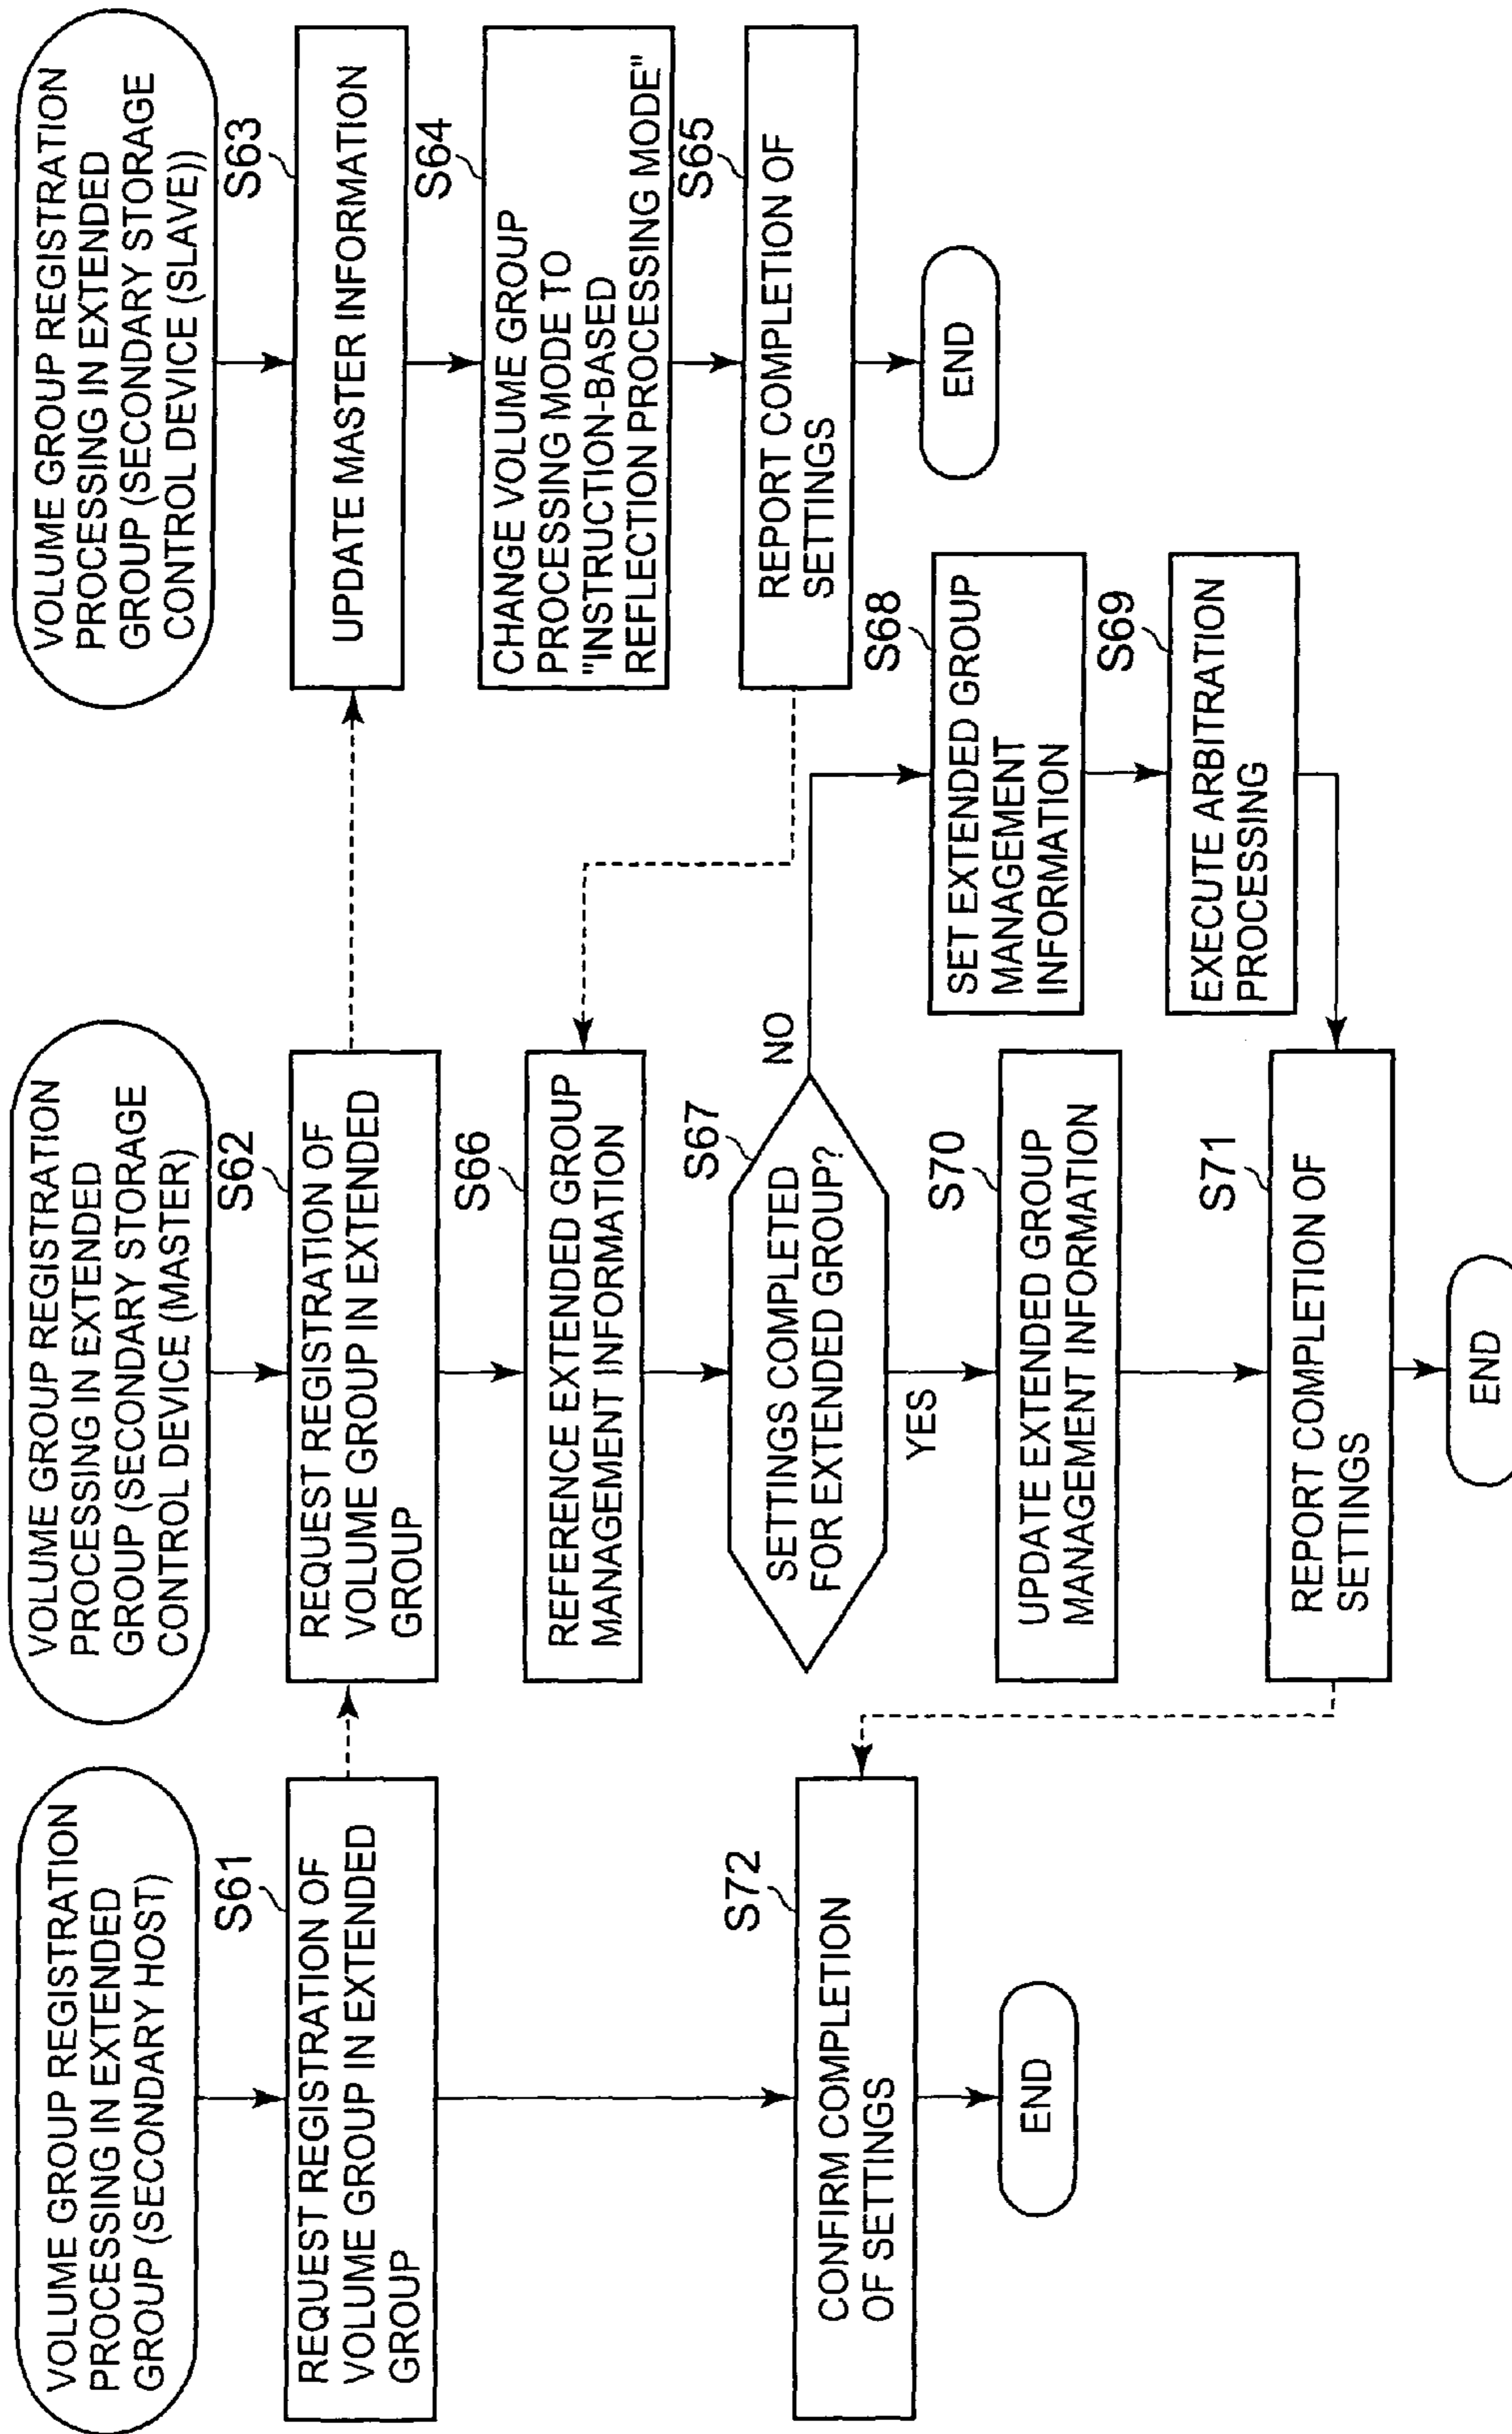 VOLUME GROUP REGISTRATION
PROCESSING IN EXTENDED
GROUP (SECONDARY HOST)
S61
REQUEST REGISTRATION OF
VOLUME GROUP IN EXTENDED
GROUP
S72
CONFIRM COMPLETION
OF SETTINGS
END
VOLUME GROUP REGISTRATION
PROCESSING IN EXTENDED
GROUP (SECONDARY STORAGE
CONTROL DEVICE (MASTER)
S62
REQUEST REGISTRATION OF
VOLUME GROUP IN EXTENDED
GROUP
S66
REFERENCE EXTENDED GROUP
MANAGEMENT INFORMATION
S67
SETTINGS COMPLETED
FOR EXTENDED GROUP?
NO
YES
S70
UPDATE EXTENDED GROUP
MANAGEMENT INFORMATION
S71
REPORT COMPLETION OF
SETTINGS
END
VOLUME GROUP REGISTRATION
PROCESSING IN EXTENDED
GROUP (SECONDARY STORAGE
CONTROL DEVICE (SLAVE))
S63
UPDATE MASTER INFORMATION
S64
CHANGE VOLUME GROUP
PROCESSING MODE TO
"INSTRUCTION-BASED
REFLECTION PROCESSING MODE"
S65
REPORT COMPLETION OF
SETTINGS
END
S68
SET EXTENDED GROUP
MANAGEMENT
INFORMATION
S69
EXECUTE ARBITRATION
PROCESSING